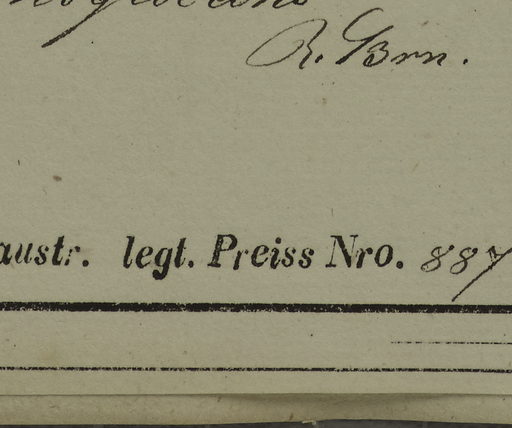 R. Brn.
austr. legt. Preiss Nro. 887